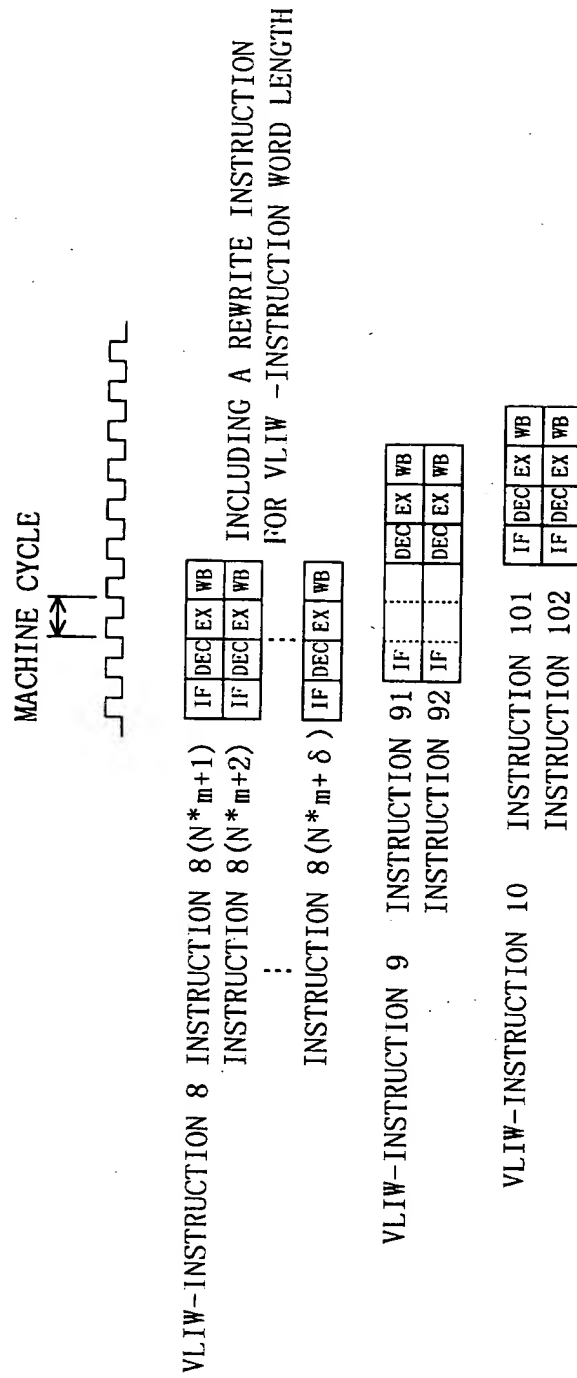 MACHINE CYCLE
VLIW-INSTRUCTION 8 INSTRUCTION 8(N*m+1) IF DEC EX WB
INSTRUCTION 8(N*m+2) IF DEC EX WB
INCLUDING A REWRITE INSTRUCTION
FOR VLIW -INSTRUCTION WORD LENGTH
INSTRUCTION 8(N*m+ δ ) IF DEC EX WB
VLIW-INSTRUCTION 9 INSTRUCTION 91 IF DEC EX WB
INSTRUCTION 92 IF DEC EX WB
VLIW-INSTRUCTION 10 INSTRUCTION 101 IF DEC EX WB
INSTRUCTION 102 IF DEC EX WB